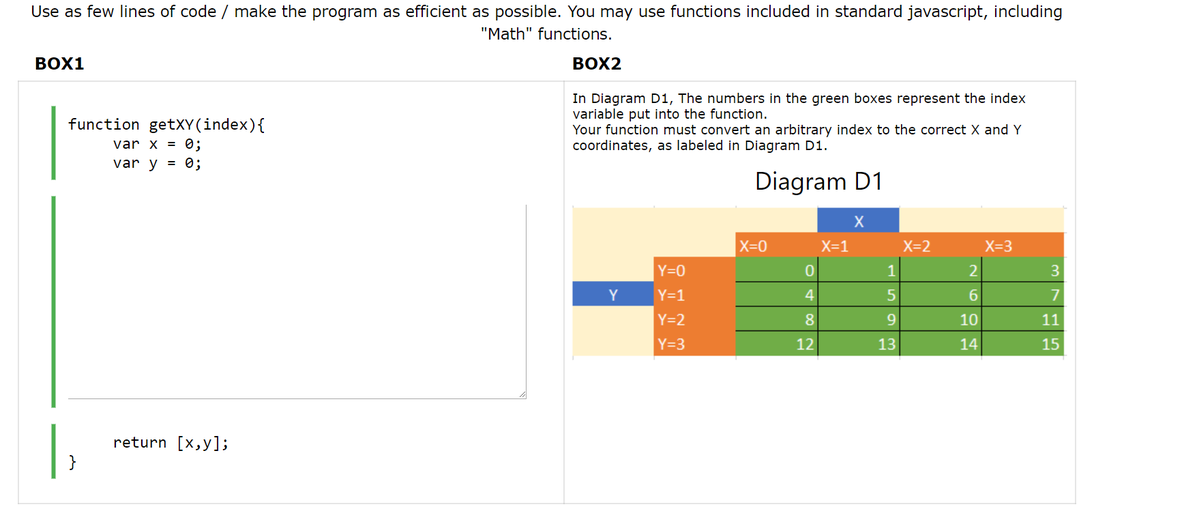 Use as few lines of code / make the program as efficient as possible. You may use functions included in standard javascript, including
"Math" functions.
BOX1
function getXY(index){
var x = 0;
var y = 0;
return [x,y];
}
BOX2
In Diagram D1, The numbers in the green boxes represent the index
variable put into the function.
Your function must convert an arbitrary index to the correct X and Y
coordinates, as labeled in Diagram D1.
Diagram D1
X
X=0 X=1 X=2 X=3
Y=0 0 1 2 3
Y Y=1 4 5 6 7
Y=2 8 9 10 11
Y=3 12 13 14 15